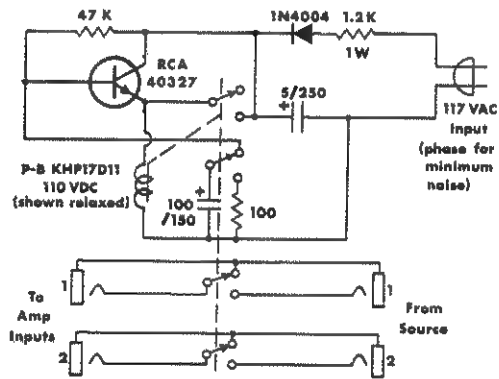 47 K
1N4004
1.2K
1W
RCA
40327
5/250
+
117 VAC
Input
(phase for
minimum
noise)
P-B KHP17D11
110 VDC
(shown relaxed)
+
100
/150
100
To
Amp
Inputs
1
1
From
Source
2
2